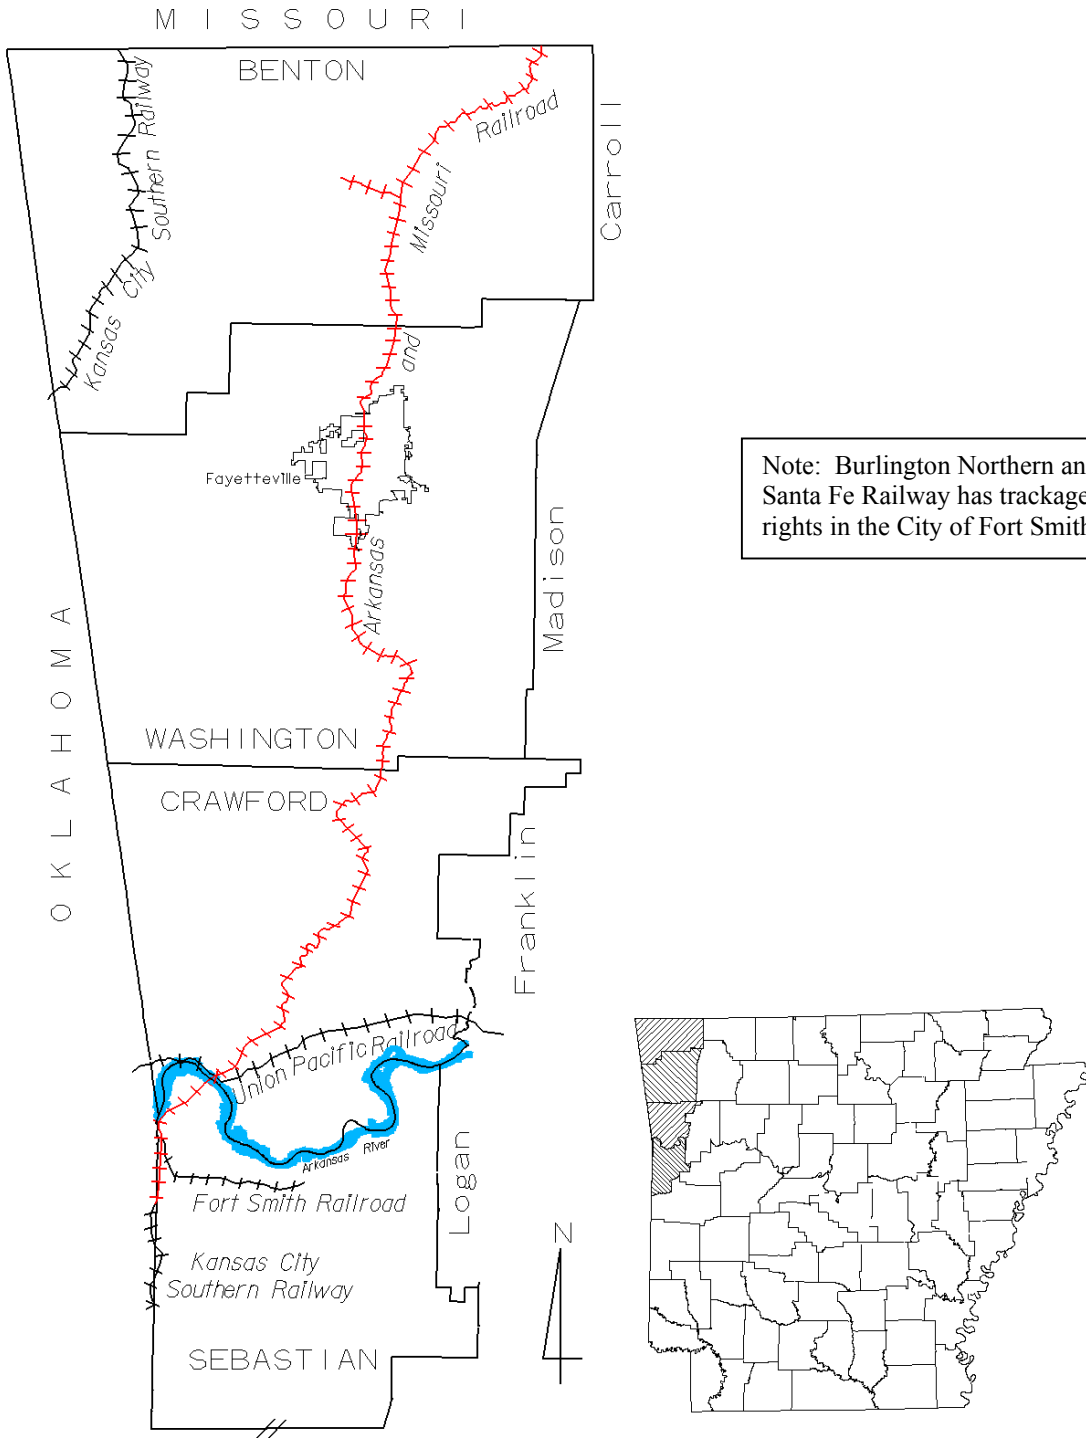 MISSOURI
BENTON
Kansas City Southern Railway
Arkansas and Missouri Railroad
Carroll
Fayetteville
Note: Burlington Northern an
Santa Fe Railway has trackage
rights in the City of Fort Smith
Madison
OKLAHOMA
WASHINGTON
CRAWFORD
Franklin
Union Pacific Railroad
Arkansas River
Logan
Fort Smith Railroad
N
Kansas City
Southern Railway
SEBASTIAN